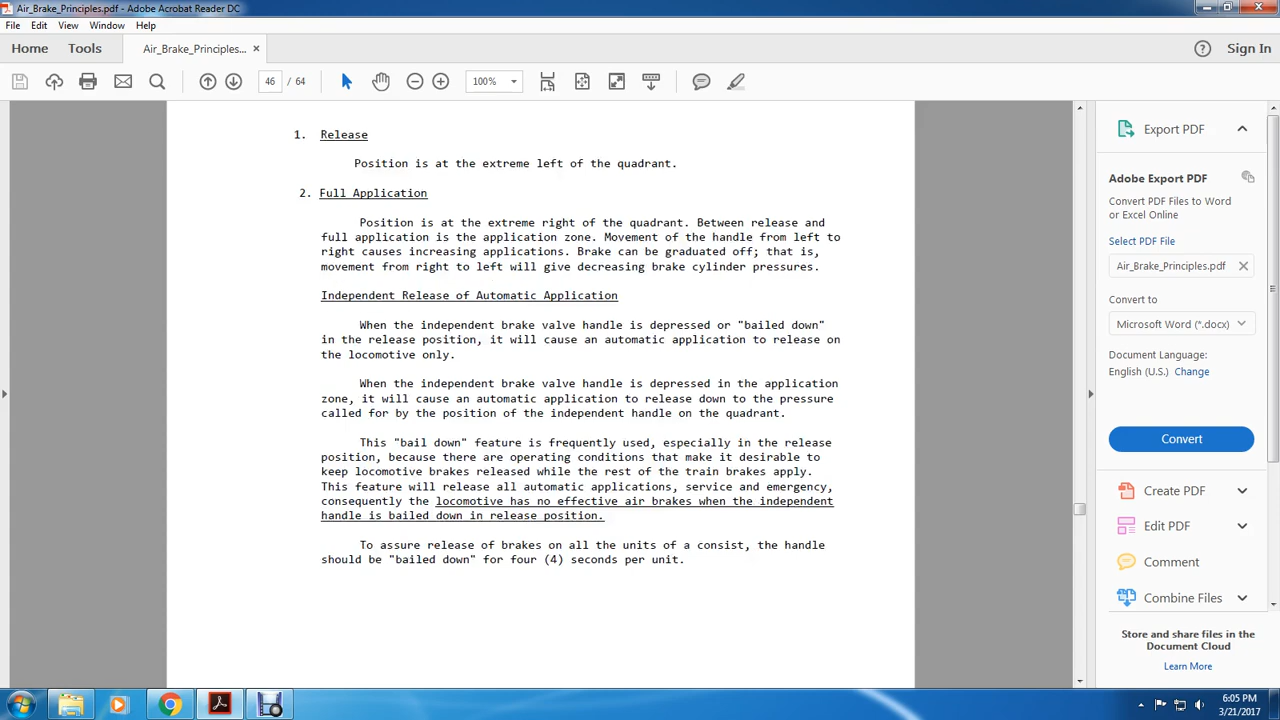 Air_Brake_Principles.pdf - Adobe Acrobat Reader DC
File Edit View Window Help
Home Tools Air_Brake_Principles... × ? Sign In
46 / 64 100%
1. Release
Position is at the extreme left of the quadrant.
2. Full Application
Position is at the extreme right of the quadrant. Between release and
full application is the application zone. Movement of the handle from left to
right causes increasing applications. Brake can be graduated off; that is,
movement from right to left will give decreasing brake cylinder pressures.
Independent Release of Automatic Application
When the independent brake valve handle is depressed or "bailed down"
in the release position, it will cause an automatic application to release on
the locomotive only.
When the independent brake valve handle is depressed in the application
zone, it will cause an automatic application to release down to the pressure
called for by the position of the independent handle on the quadrant.
This "bail down" feature is frequently used, especially in the release
position, because there are operating conditions that make it desirable to
keep locomotive brakes released while the rest of the train brakes apply.
This feature will release all automatic applications, service and emergency,
consequently the locomotive has no effective air brakes when the independent
handle is bailed down in release position.
To assure release of brakes on all the units of a consist, the handle
should be "bailed down" for four (4) seconds per unit.
Export PDF
Adobe Export PDF
Convert PDF Files to Word
or Excel Online
Select PDF File
Air_Brake_Principles.pdf
Convert to
Microsoft Word (*.docx)
Document Language:
English (U.S.) Change
Convert
Create PDF
Edit PDF
Comment
Combine Files
Store and share files in the
Document Cloud
Learn More
6:05 PM
3/21/2017